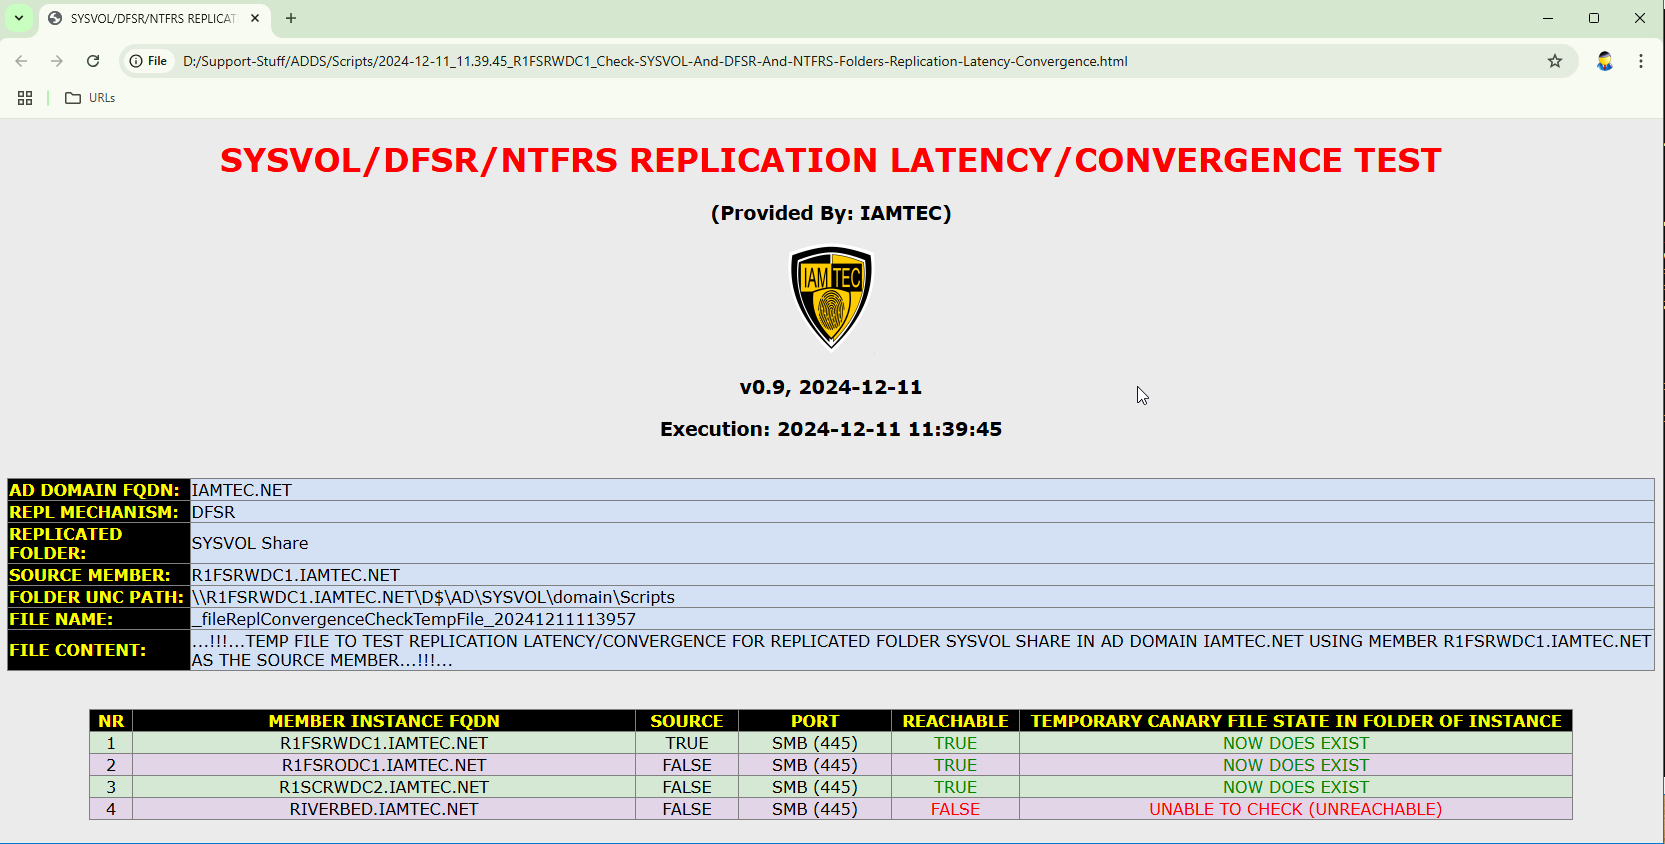 SYSVOL/DFSR/NTFRS REPLICAT
File
D:/Support-Stuff/ADDS/Scripts/2024-12-11_11.39.45_R1FSRWDC1_Check-SYSVOL-And-DFSR-And-NTFRS-Folders-Replication-Latency-Convergence.html
URLs
SYSVOL/DFSR/NTFRS REPLICATION LATENCY/CONVERGENCE TEST
(Provided By: IAMTEC)
IAM TEC
v0.9, 2024-12-11
Execution: 2024-12-11 11:39:45
AD DOMAIN FQDN: IAMTEC.NET
REPL MECHANISM: DFSR
REPLICATED
FOLDER: SYSVOL Share
SOURCE MEMBER: R1FSRWDC1.IAMTEC.NET
FOLDER UNC PATH: \\R1FSRWDC1.IAMTEC.NET\D$\AD\SYSVOL\domain\Scripts
FILE NAME: _fileReplConvergenceCheckTempFile_20241211113957
FILE CONTENT: ...!!!...TEMP FILE TO TEST REPLICATION LATENCY/CONVERGENCE FOR REPLICATED FOLDER SYSVOL SHARE IN AD DOMAIN IAMTEC.NET USING MEMBER R1FSRWDC1.IAMTEC.NET
AS THE SOURCE MEMBER...!!!...
NR MEMBER INSTANCE FQDN SOURCE PORT REACHABLE TEMPORARY CANARY FILE STATE IN FOLDER OF INSTANCE
1 R1FSRWDC1.IAMTEC.NET TRUE SMB (445) TRUE NOW DOES EXIST
2 R1FSRODC1.IAMTEC.NET FALSE SMB (445) TRUE NOW DOES EXIST
3 R1SCRWDC2.IAMTEC.NET FALSE SMB (445) TRUE NOW DOES EXIST
4 RIVERBED.IAMTEC.NET FALSE SMB (445) FALSE UNABLE TO CHECK (UNREACHABLE)